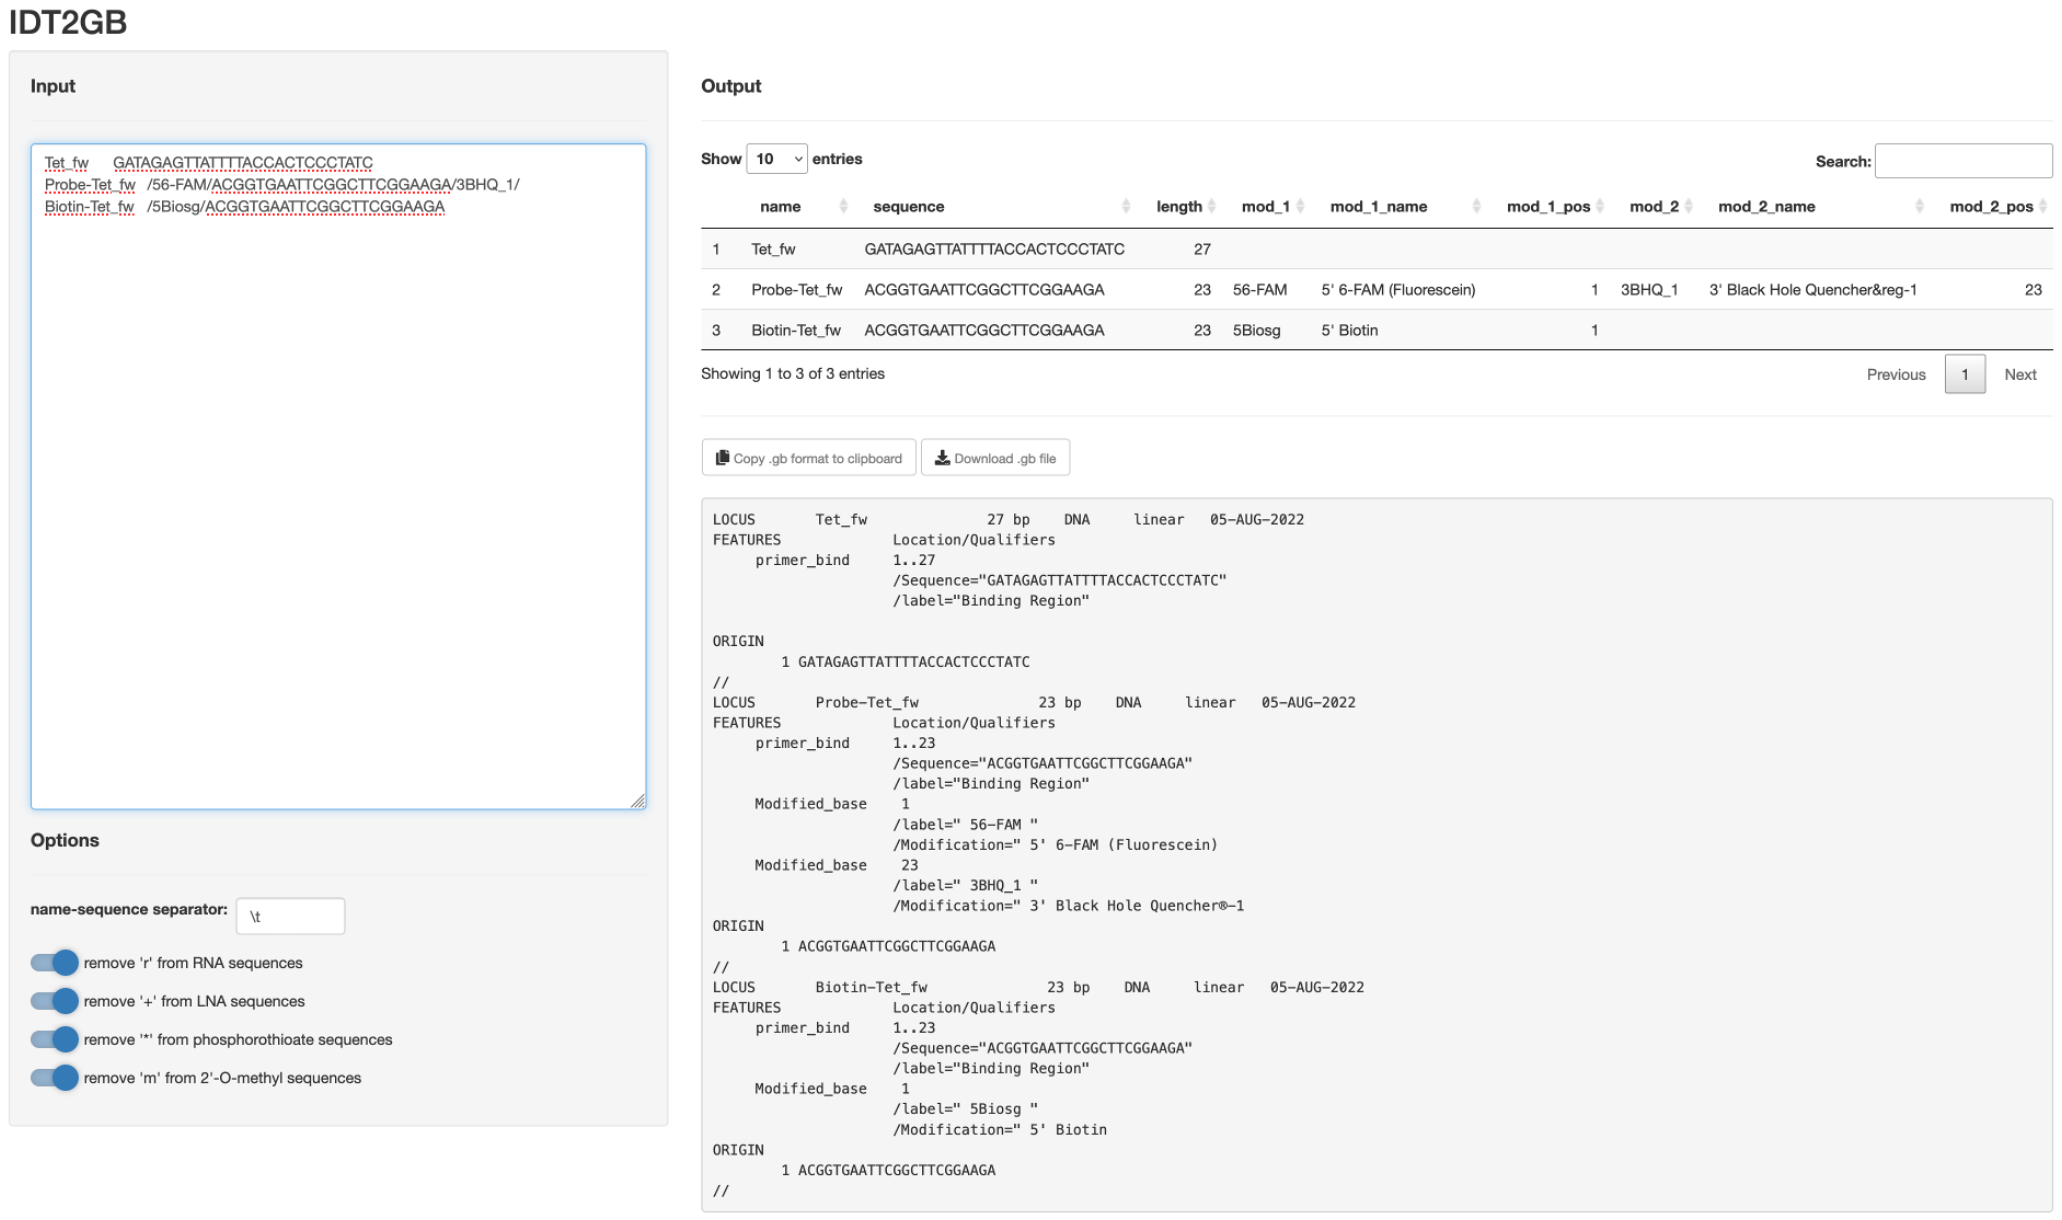 IDT2GB
Input
Tet_fw GATAGAGTTATTTTACCACTCCCTATC
Probe-Tet_fw /56-FAM/ACGGTGAATTCGGCTTCGGAAGA/3BHQ_1/
Biotin-Tet_fw /5Biosg/ACGGTGAATTCGGCTTCGGAAGA
Options
name-sequence separator: \t
remove 'r' from RNA sequences
remove '+' from LNA sequences
remove '*' from phosphorothioate sequences
remove 'm' from 2'-O-methyl sequences
Output
Show 10 entries
Search:
name sequence length mod_1 mod_1_name mod_1_pos mod_2 mod_2_name mod_2_pos
1 Tet_fw GATAGAGTTATTTTACCACTCCCTATC 27
2 Probe-Tet_fw ACGGTGAATTCGGCTTCGGAAGA 23 56-FAM 5' 6-FAM (Fluorescein) 1 3BHQ_1 3' Black Hole Quencher&reg-1 23
3 Biotin-Tet_fw ACGGTGAATTCGGCTTCGGAAGA 23 5Biosg 5' Biotin 1
Showing 1 to 3 of 3 entries
Previous 1 Next
Copy .gb format to clipboard
Download .gb file
LOCUS Tet_fw 27 bp DNA linear 05-AUG-2022
FEATURES Location/Qualifiers
primer_bind 1..27
/Sequence="GATAGAGTTATTTTACCACTCCCTATC"
/label="Binding Region"
ORIGIN
1 GATAGAGTTATTTTACCACTCCCTATC
//
LOCUS Probe-Tet_fw 23 bp DNA linear 05-AUG-2022
FEATURES Location/Qualifiers
primer_bind 1..23
/Sequence="ACGGTGAATTCGGCTTCGGAAGA"
/label="Binding Region"
Modified_base 1
/label=" 56-FAM "
/Modification=" 5' 6-FAM (Fluorescein)
Modified_base 23
/label=" 3BHQ_1 "
/Modification=" 3' Black Hole Quencher®-1
ORIGIN
1 ACGGTGAATTCGGCTTCGGAAGA
//
LOCUS Biotin-Tet_fw 23 bp DNA linear 05-AUG-2022
FEATURES Location/Qualifiers
primer_bind 1..23
/Sequence="ACGGTGAATTCGGCTTCGGAAGA"
/label="Binding Region"
Modified_base 1
/label=" 5Biosg "
/Modification=" 5' Biotin
ORIGIN
1 ACGGTGAATTCGGCTTCGGAAGA
//